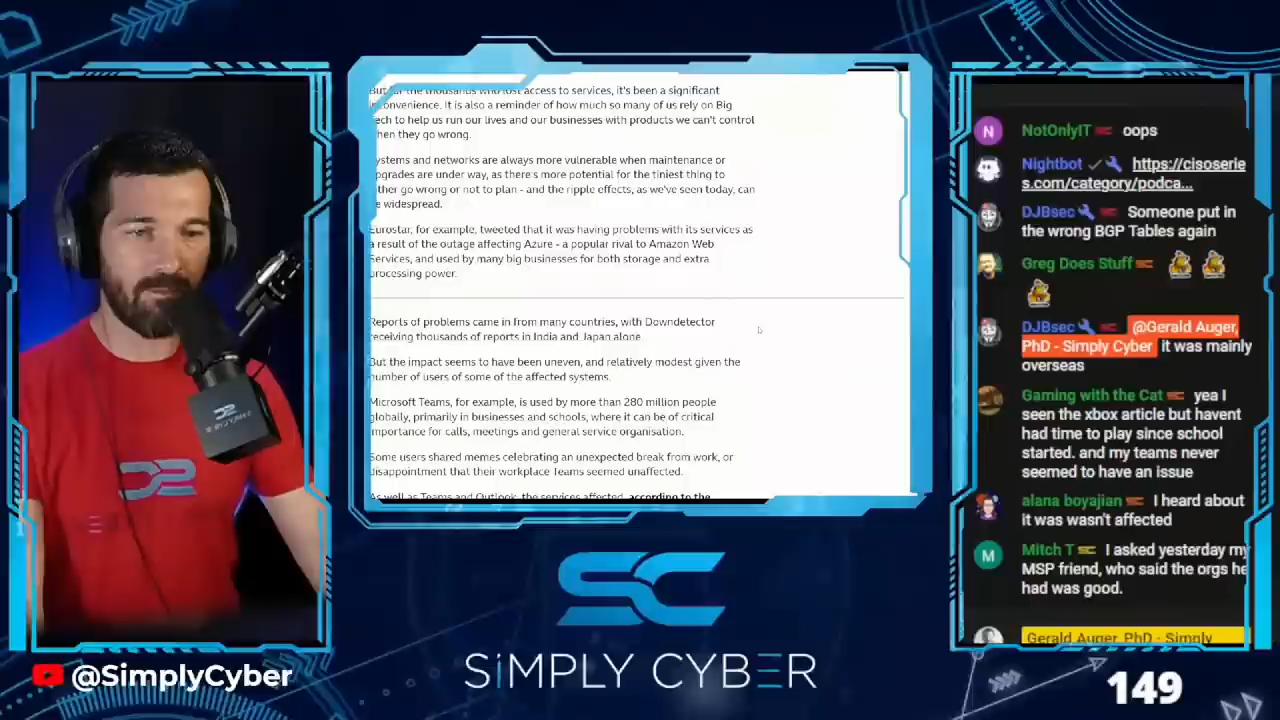 But for the thousands who lost access to services, it's been a significant
inconvenience. It is also a reminder of how much so many of us rely on Big
Tech to help us run our lives and our businesses with products we can't control
when they go wrong.
Systems and networks are always more vulnerable when maintenance or
upgrades are under way, as there's more potential for the tiniest thing to
either go wrong or not to plan - and the ripple effects, as we've seen today, can
be widespread.
Eurostar, for example, tweeted that it was having problems with its services as
a result of the outage affecting Azure - a popular rival to Amazon Web
Services, and used by many big businesses for both storage and extra
processing power.
Reports of problems came in from many countries, with Downdetector
receiving thousands of reports in India and Japan alone
But the impact seems to have been uneven, and relatively modest given the
number of users of some of the affected systems.
Microsoft Teams, for example, is used by more than 280 million people
globally, primarily in businesses and schools, where it can be of critical
importance for calls, meetings and general service organisation.
Some users shared memes celebrating an unexpected break from work, or
disappointment that their workplace Teams seemed unaffected.
As well as Teams and Outlook, the services affected, according to the
N NotOnlyIT oops
Nightbot https://cisoserie
s.com/category/podca...
DJBsec Someone put in
the wrong BGP Tables again
Greg Does Stuff
DJBsec @Gerald Auger,
PhD - Simply Cyber it was mainly
overseas
Gaming with the Cat yea I
seen the xbox article but havent
had time to play since school
started. and my teams never
seemed to have an issue
alana boyajian I heard about
it was wasn't affected
M Mitch T I asked yesterday my
MSP friend, who said the orgs he
had was good.
Gerald Auger, PhD - Simply
SC
SiMPLY CYBER
@SimplyCyber
149